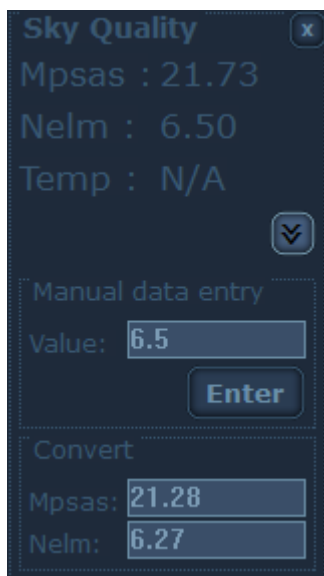 Sky Quality x
Mpsas : 21.73
Nelm : 6.50
Temp : N/A
Manual data entry
Value: 6.5
Enter
Convert
Mpsas: 21.28
Nelm: 6.27